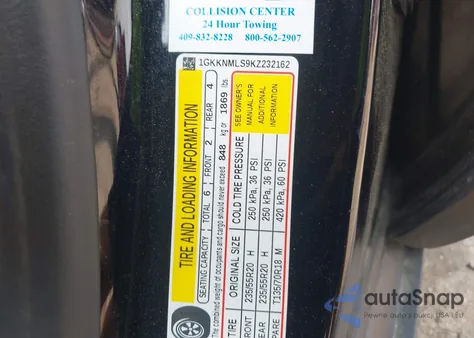 COLLISION CENTER
24 Hour Towing
409-832-8228 800-562-2907
1GKKNMLS9KZ232162
TIRE AND LOADING INFORMATION
SEATING CAPACITY TOTAL 6 FRONT 2 REAR 4
The combined weight of occupants and cargo should never exceed 848 kg or 1869 lbs.
TIRE ORIGINAL SIZE COLD TIRE PRESSURE
FRONT 235/55R20 H 250 kPa, 36 PSI
REAR 235/55R20 H 250 kPa, 36 PSI
T135/70R18 M 420 kPa, 60 PSI
SEE OWNER'S
MANUAL FOR
ADDITIONAL
INFORMATION
autoSnap